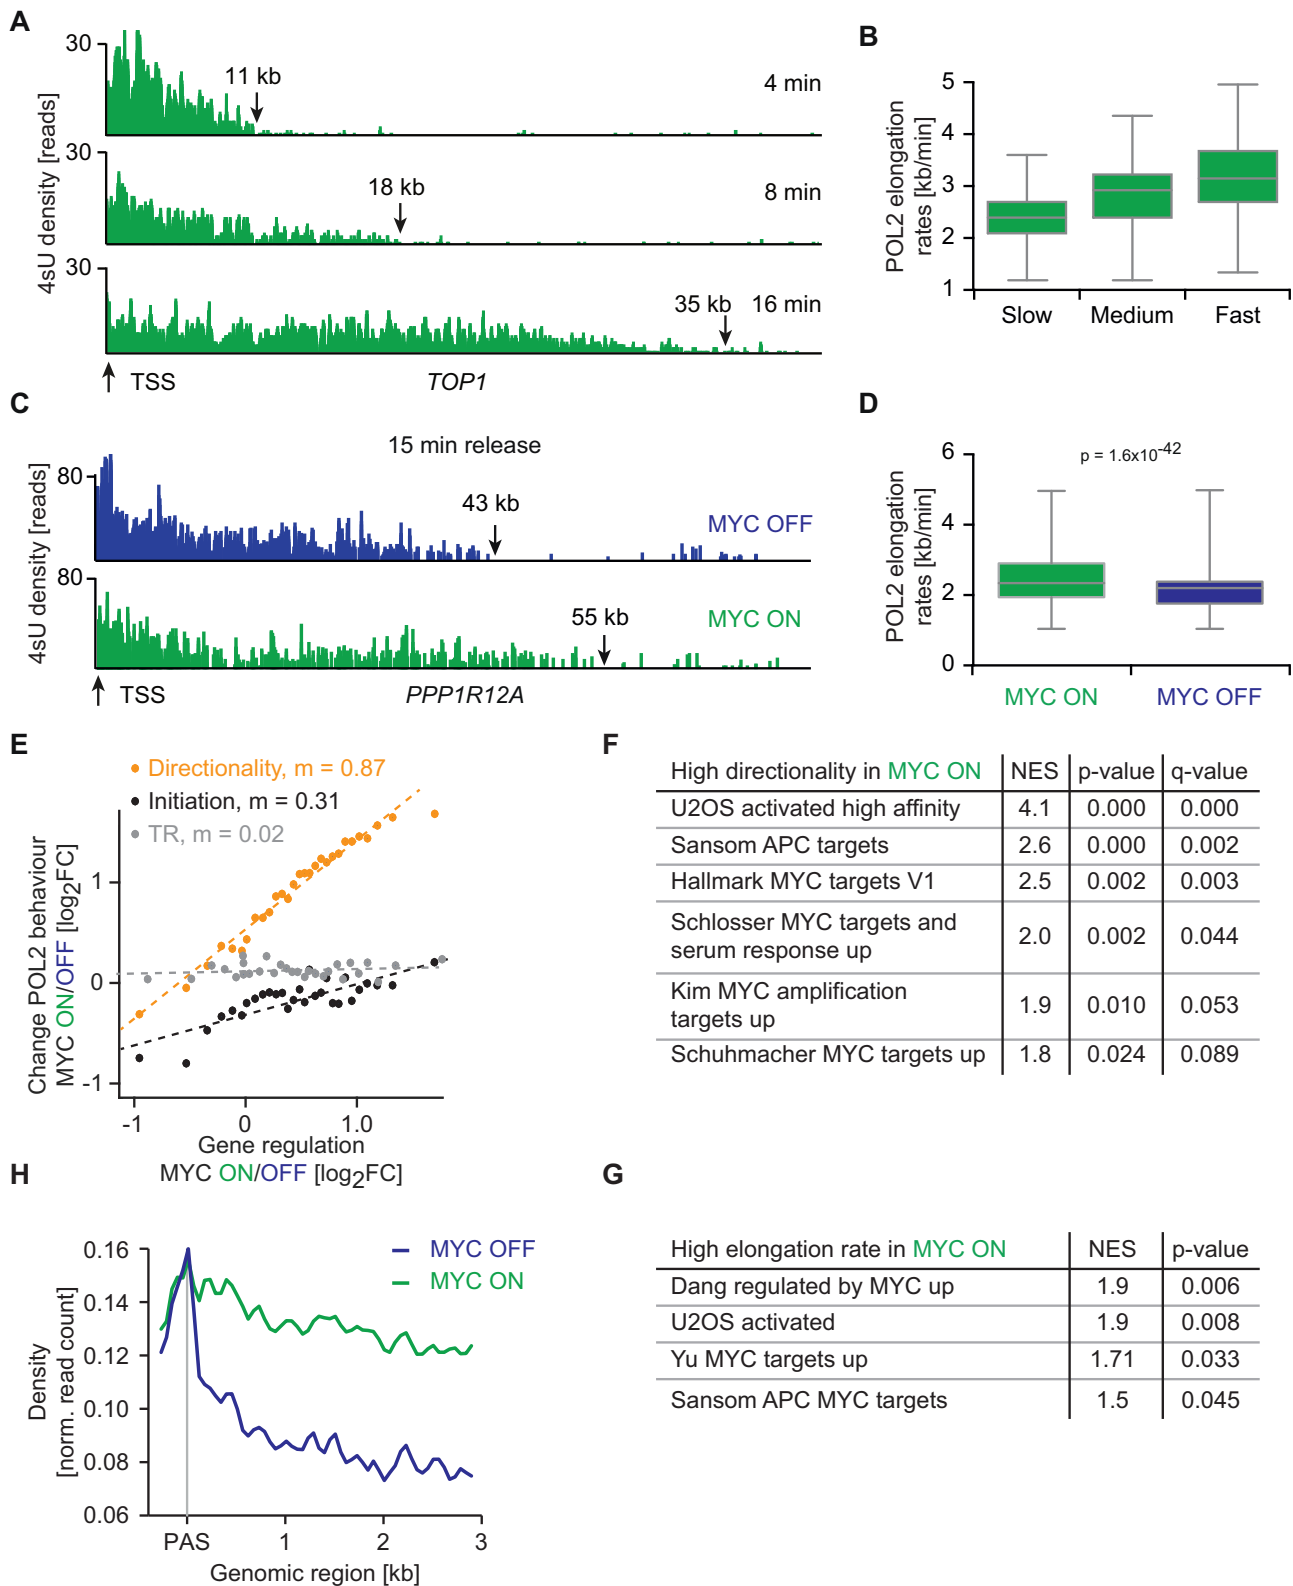 A
4sU density [reads]
30
11 kb
4 min
30
18 kb
8 min
30
35 kb
16 min
TSS
TOP1
B
POL2 elongation
rates [kb/min]
5
4
3
2
1
Slow
Medium
Fast
C
4sU density [reads]
15 min release
80
43 kb
MYC OFF
80
55 kb
MYC ON
TSS
PPP1R12A
D
POL2 elongation
rates [kb/min]
p = 1.6x10⁻⁴²
6
4
2
0
MYC ON
MYC OFF
E
Directionality, m = 0.87
Initiation, m = 0.31
TR, m = 0.02
Change POL2 behaviour
MYC ON/OFF [log₂FC]
1
0
-1
-1
0
1.0
Gene regulation
MYC ON/OFF [log₂FC]
F
High directionality in MYC ON NES p-value q-value
U2OS activated high affinity 4.1 0.000 0.000
Sansom APC targets 2.6 0.000 0.002
Hallmark MYC targets V1 2.5 0.002 0.003
Schlosser MYC targets and
serum response up 2.0 0.002 0.044
Kim MYC amplification
targets up 1.9 0.010 0.053
Schuhmacher MYC targets up 1.8 0.024 0.089
H
Density
[norm. read count]
0.16
0.14
0.12
0.10
0.08
0.06
MYC OFF
MYC ON
PAS
1
2
3
Genomic region [kb]
G
High elongation rate in MYC ON NES p-value
Dang regulated by MYC up 1.9 0.006
U2OS activated 1.9 0.008
Yu MYC targets up 1.71 0.033
Sansom APC MYC targets 1.5 0.045